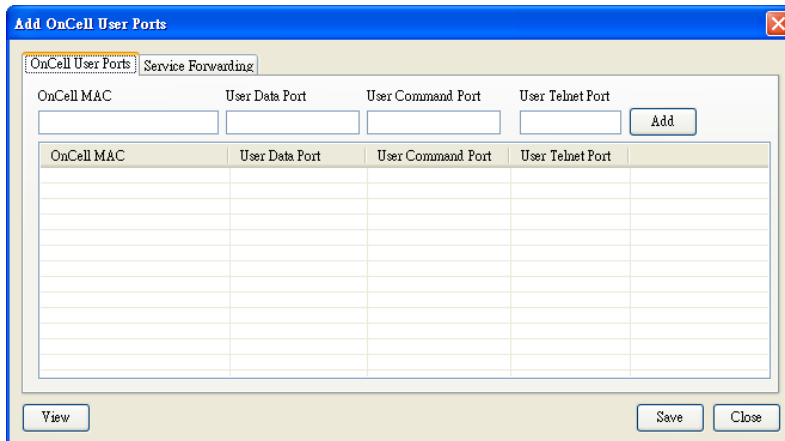 Add OnCell User Ports
OnCell User Ports Service Forwarding
OnCell MAC User Data Port User Command Port User Telnet Port
Add
OnCell MAC User Data Port User Command Port User Telnet Port
View Save Close